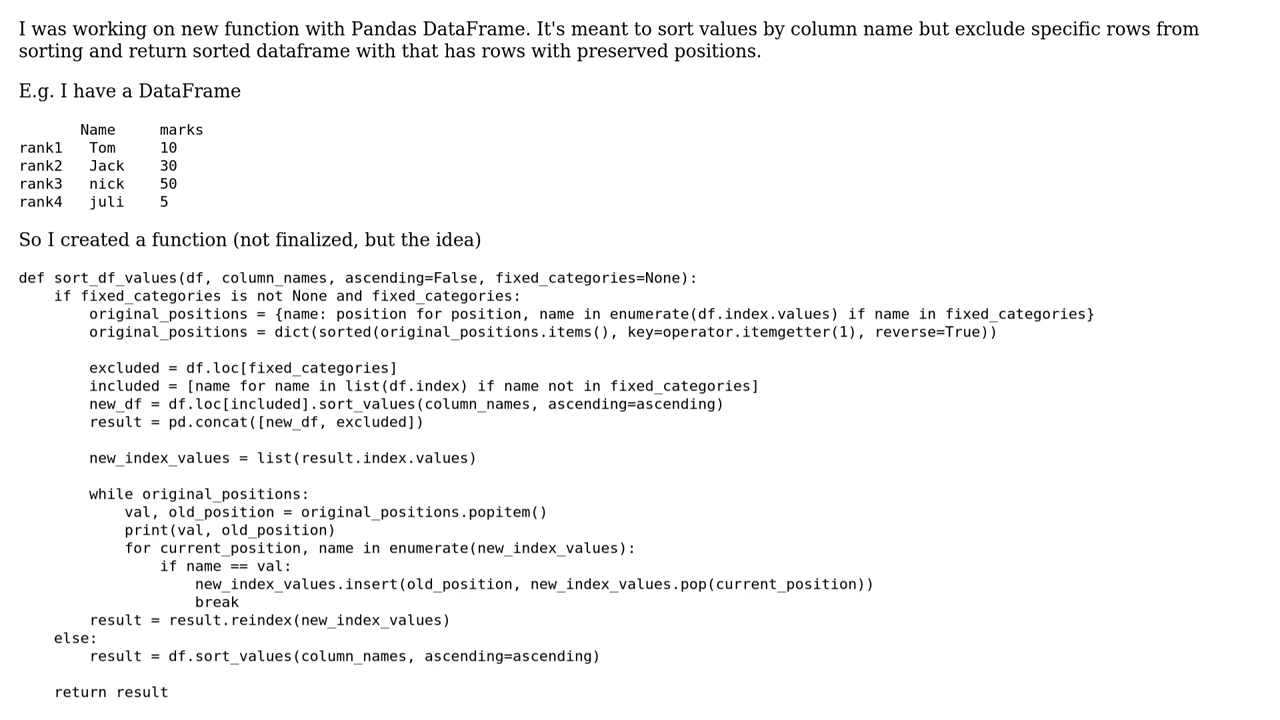 I was working on new function with Pandas DataFrame. It's meant to sort values by column name but exclude specific rows from
sorting and return sorted dataframe with that has rows with preserved positions.
E.g. I have a DataFrame
       Name     marks
rank1   Tom     10
rank2   Jack    30
rank3   nick    50
rank4   juli    5
So I created a function (not finalized, but the idea)
def sort_df_values(df, column_names, ascending=False, fixed_categories=None):
    if fixed_categories is not None and fixed_categories:
        original_positions = {name: position for position, name in enumerate(df.index.values) if name in fixed_categories}
        original_positions = dict(sorted(original_positions.items(), key=operator.itemgetter(1), reverse=True))
        excluded = df.loc[fixed_categories]
        included = [name for name in list(df.index) if name not in fixed_categories]
        new_df = df.loc[included].sort_values(column_names, ascending=ascending)
        result = pd.concat([new_df, excluded])
        new_index_values = list(result.index.values)
        while original_positions:
            val, old_position = original_positions.popitem()
            print(val, old_position)
            for current_position, name in enumerate(new_index_values):
                if name == val:
                    new_index_values.insert(old_position, new_index_values.pop(current_position))
                    break
        result = result.reindex(new_index_values)
    else:
        result = df.sort_values(column_names, ascending=ascending)
    return result